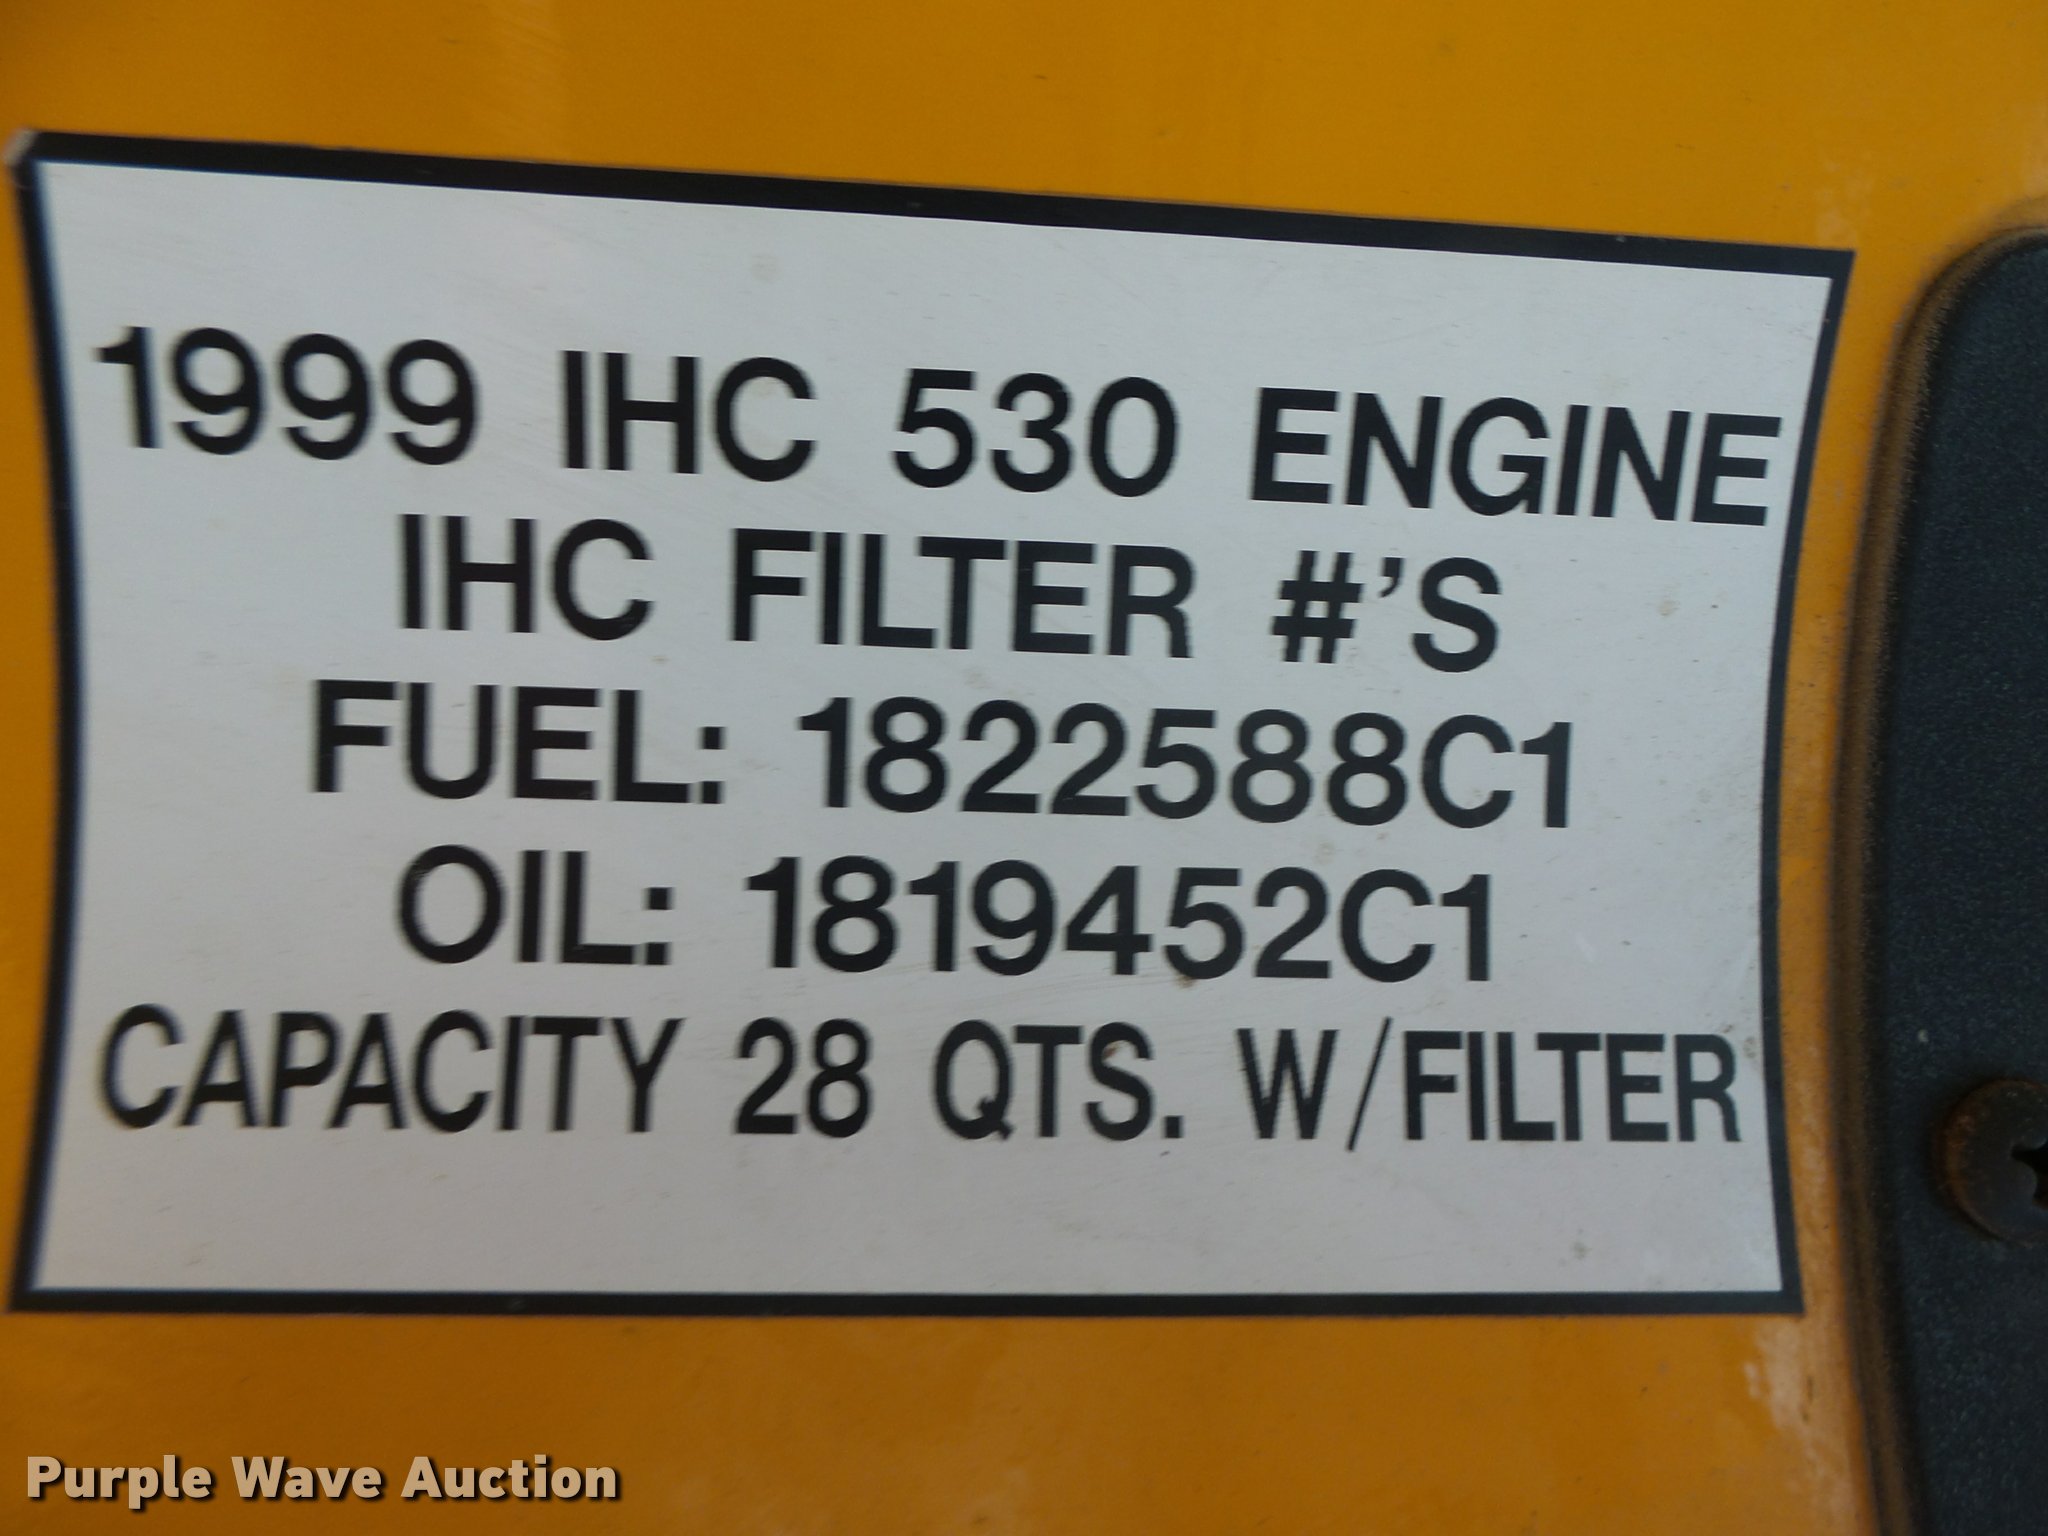 1999 IHC 530 ENGINE
IHC FILTER #'S
FUEL: 1822588C1
OIL: 1819452C1
CAPACITY 28 QTS. W/FILTER
Purple Wave Auction